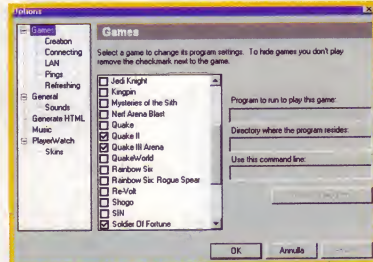 Options
Games
Creation
Connecting
LAN
Pings
Refreshing
General
Sounds
Generate HTML
Music
PlayerWatch
Skins
Games
Select a game to change its program settings. To hide games you don't play
remove the checkmark next to the game.
Jedi Knight
Kingpin
Mysteries of the Sith
Nerf Arena Blast
Quake
Quake II
Quake III Arena
QuakeWorld
Rainbow Six
Rainbow Six: Rogue Spear
Re-Volt
Shogo
SiN
Soldier Of Fortune
Program to run to play this game:
Directory where the program resides:
Use this command line:
OK
Annulla